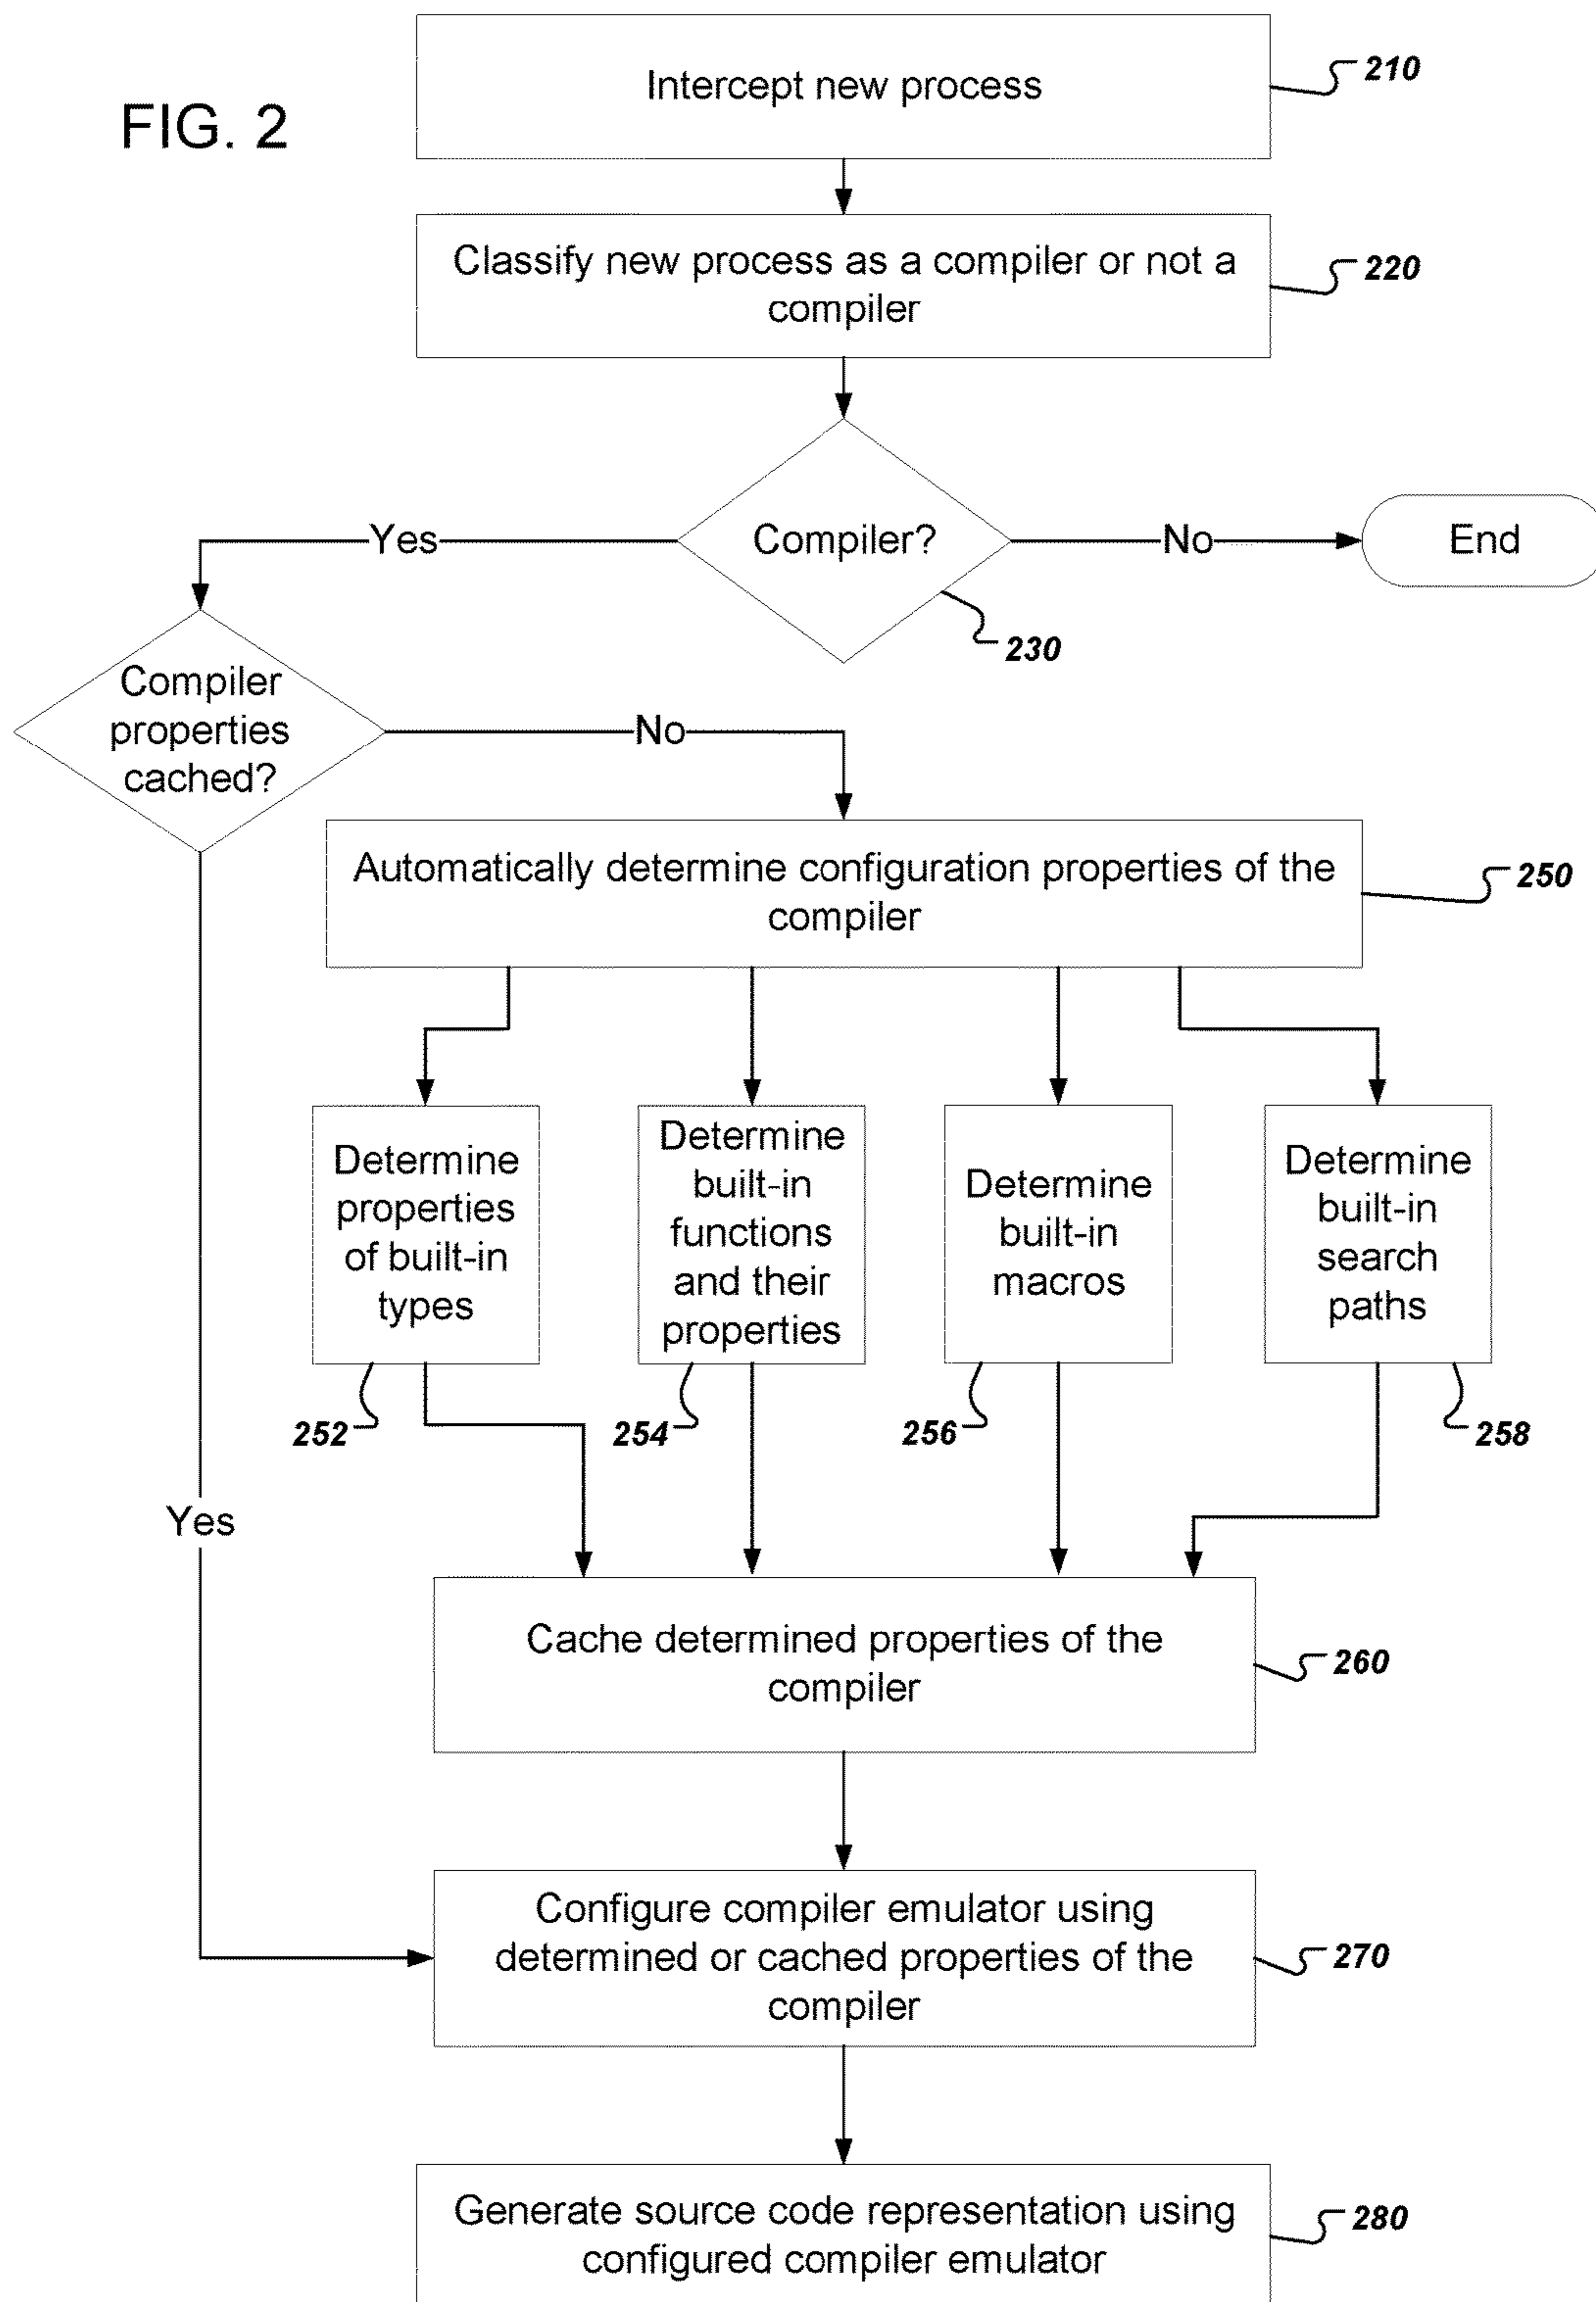 FIG. 2
Intercept new process
210
Classify new process as a compiler or not a
compiler
220
Yes
Compiler?
No
End
230
Compiler
properties
cached?
No
Automatically determine configuration properties of the
compiler
250
Determine
properties
of built-in
types
252
Determine
built-in
functions
and their
properties
254
Determine
built-in
macros
256
Determine
built-in
search
paths
258
Yes
Cache determined properties of the
compiler
260
Configure compiler emulator using
determined or cached properties of the
compiler
270
Generate source code representation using
configured compiler emulator
280